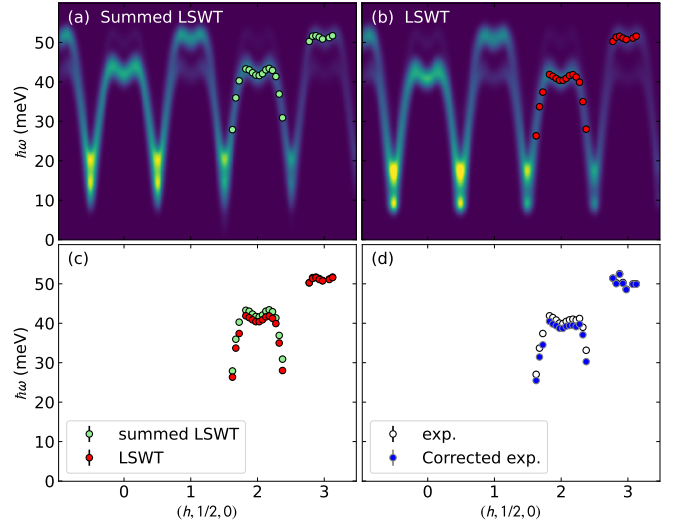 (a) Summed LSWT
(b) LSWT
50
40
30
20
10
0
ħω (meV)
(c)
(d)
50
40
30
20
10
0
ħω (meV)
summed LSWT
LSWT
exp.
Corrected exp.
0 1 2 3
0 1 2 3
(h, 1/2, 0)
(h, 1/2, 0)